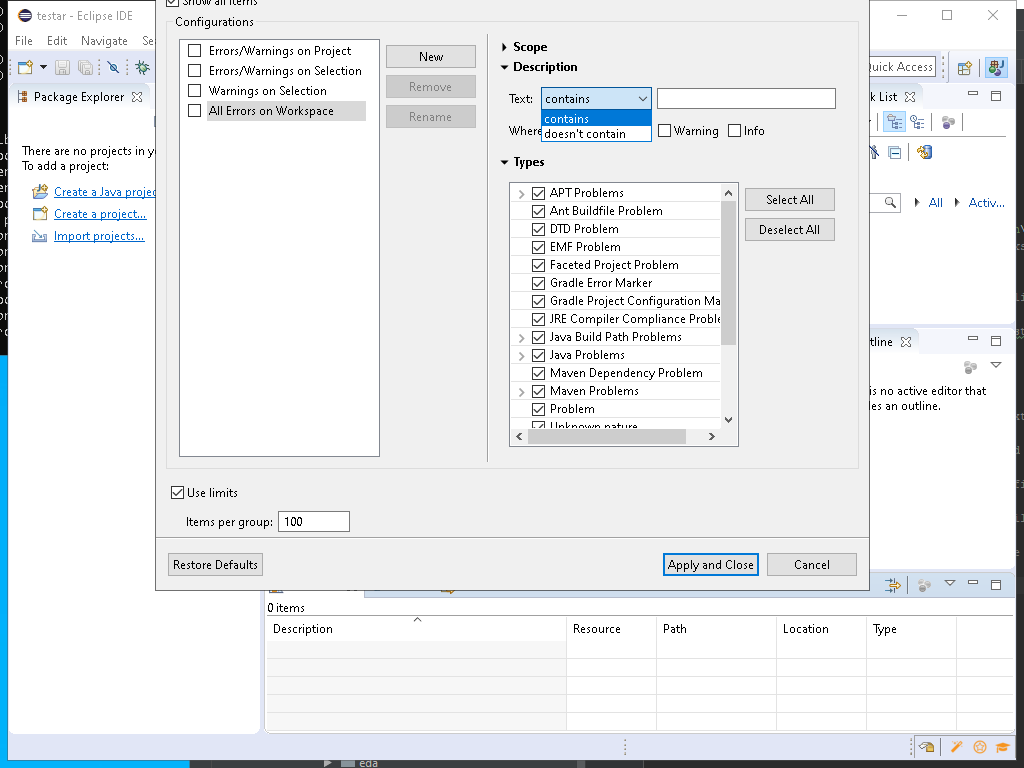 testar - Eclipse IDE
Show all items
File Edit Navigate Se
Configurations
Quick Access
Package Explorer
Errors/Warnings on Project
Errors/Warnings on Selection
Warnings on Selection
All Errors on Workspace
New
Remove
Rename
Scope
Description
Text: contains
contains
doesn't contain
Where
Warning
Info
Types
APT Problems
Ant Buildfile Problem
DTD Problem
EMF Problem
Faceted Project Problem
Gradle Error Marker
Gradle Project Configuration Ma
JRE Compiler Compliance Proble
Java Build Path Problems
Java Problems
Maven Dependency Problem
Maven Problems
Problem
Unknown nature
Select All
Deselect All
There are no projects in y
To add a project:
Create a Java projec
Create a project...
Import projects...
k List
All Activ...
tline
is no active editor that
les an outline.
Use limits
Items per group: 100
Restore Defaults
Apply and Close
Cancel
0 items
Description Resource Path Location Type
eda